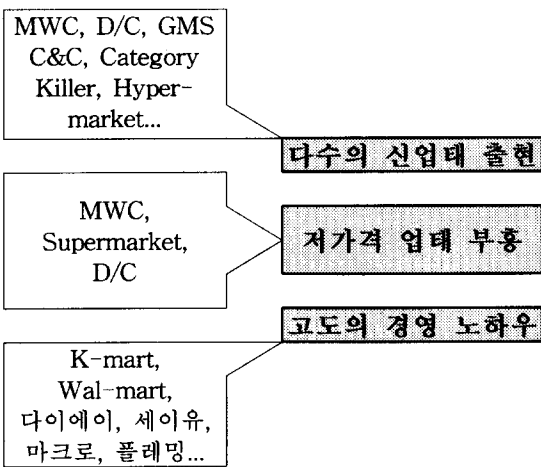 MWC, D/C, GMS
C&C, Category
Killer, Hyper-
market...
다수의 신업태 출현
MWC,
Supermarket,
D/C
저가격 업태 부흥
고도의 경영 노하우
K-mart,
Wal-mart,
다이에이, 세이유,
마크로, 플레밍...